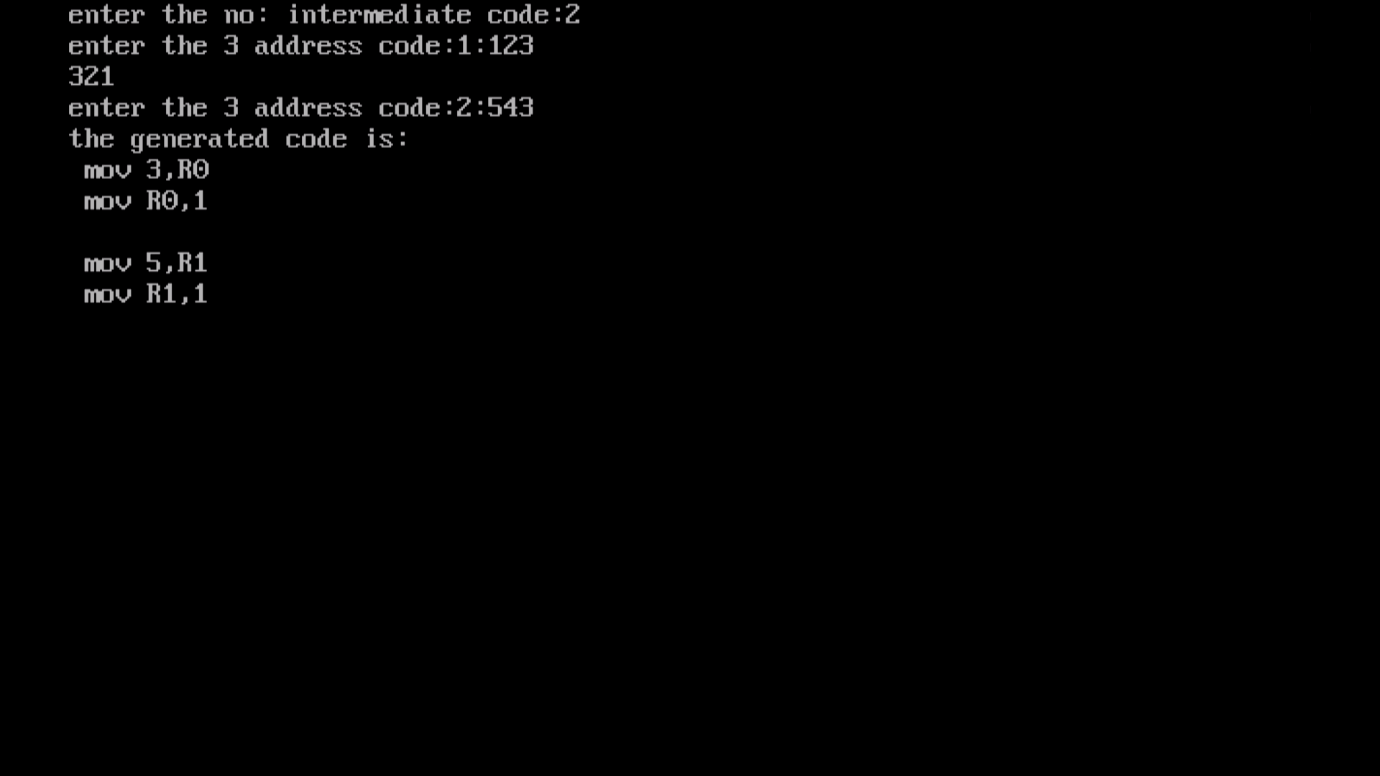 enter the no: intermediate code:2
enter the 3 address code:1:123
321
enter the 3 address code:2:543
the generated code is:
mov 3,R0
mov R0,1
mov 5,R1
mov R1,1